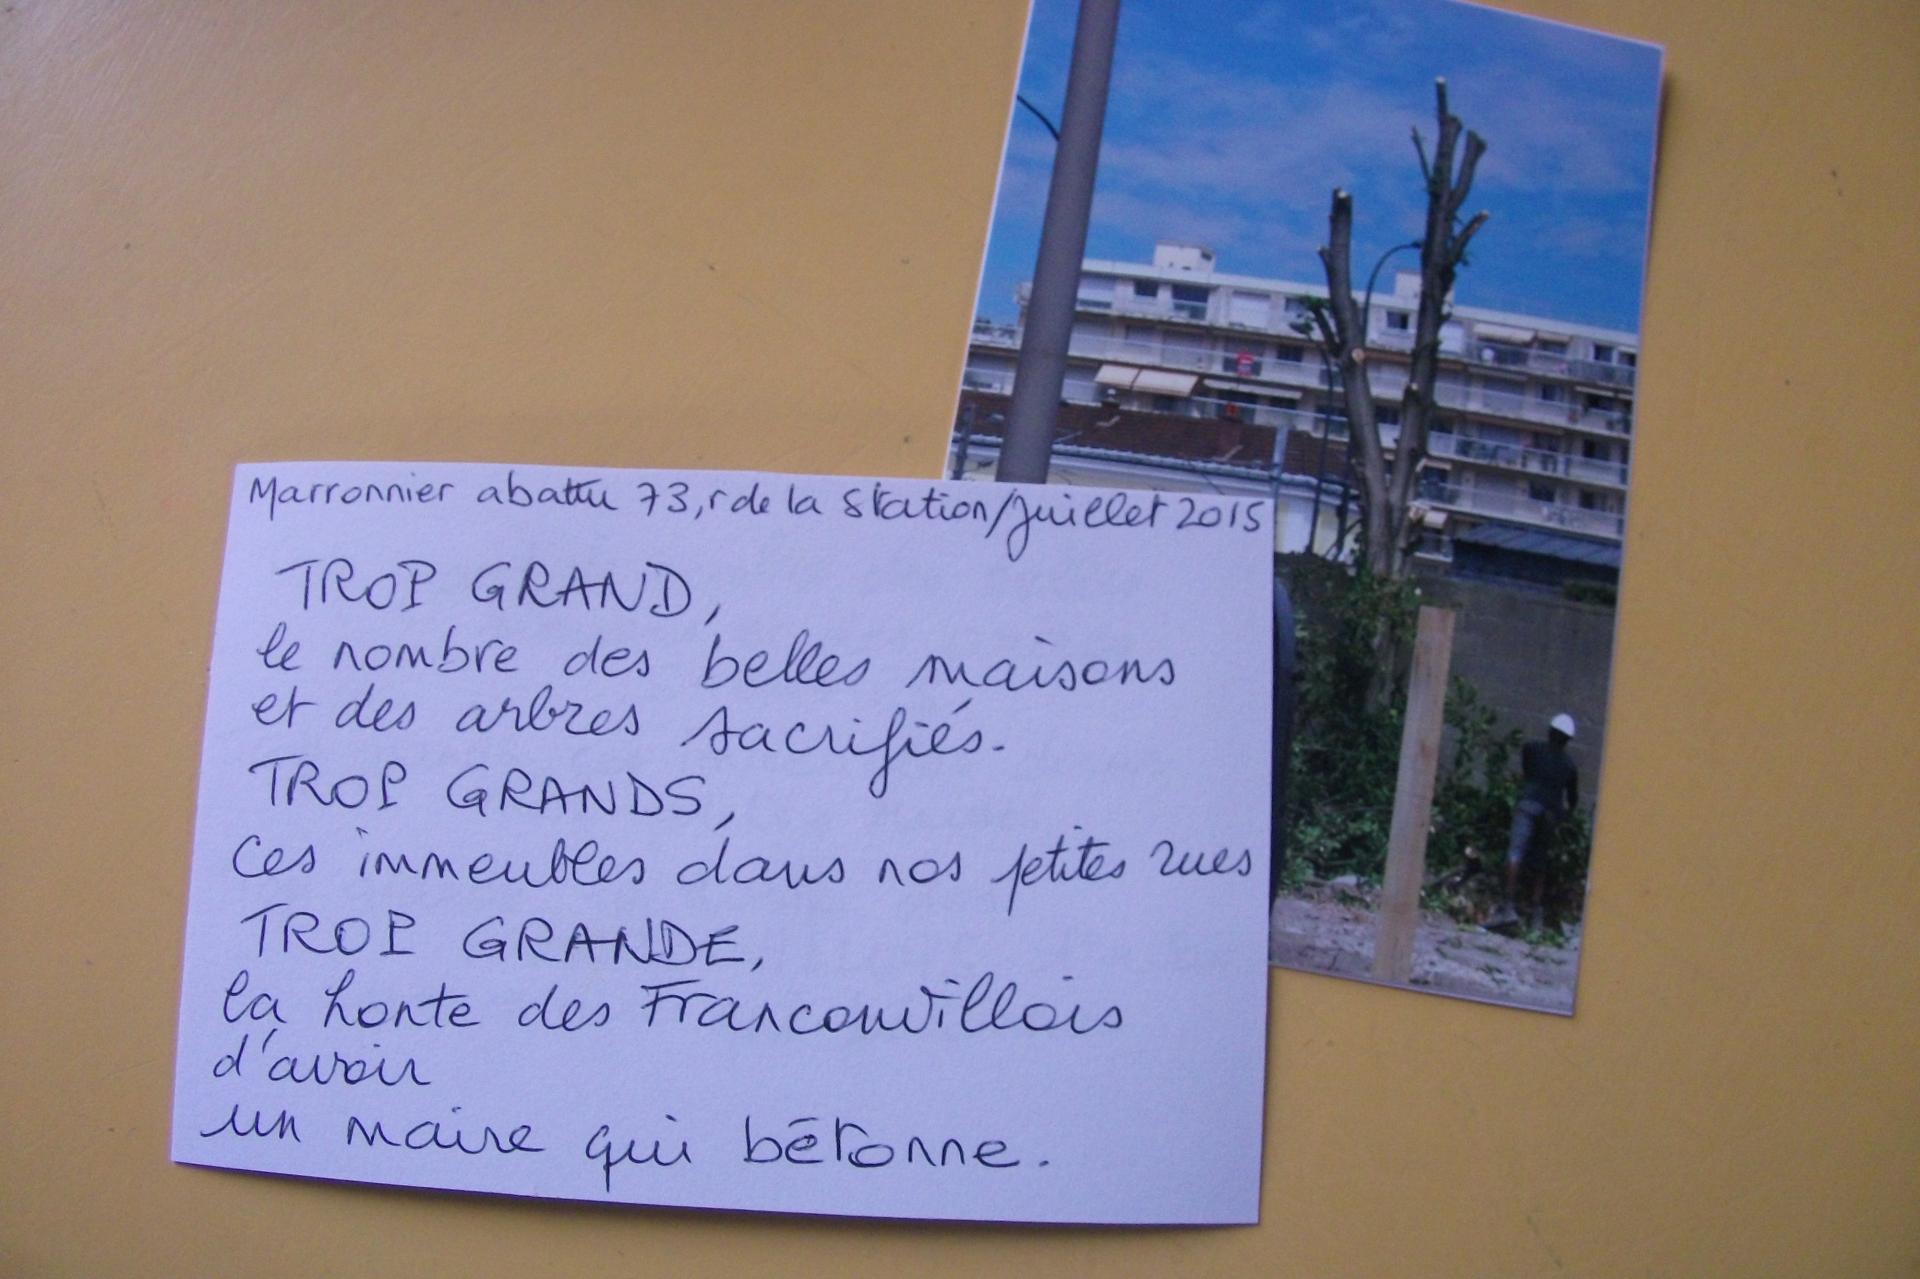 Marronnier abattu 73, r de la Station/Juillet 2015
TROP GRAND,
le nombre des belles maisons
et des arbres sacrifiés.
TROP GRANDS,
Ces immeubles dans nos petites rues
TROP GRANDE,
la honte des Franconvillois
d'avoir
un maire qui bétonne.